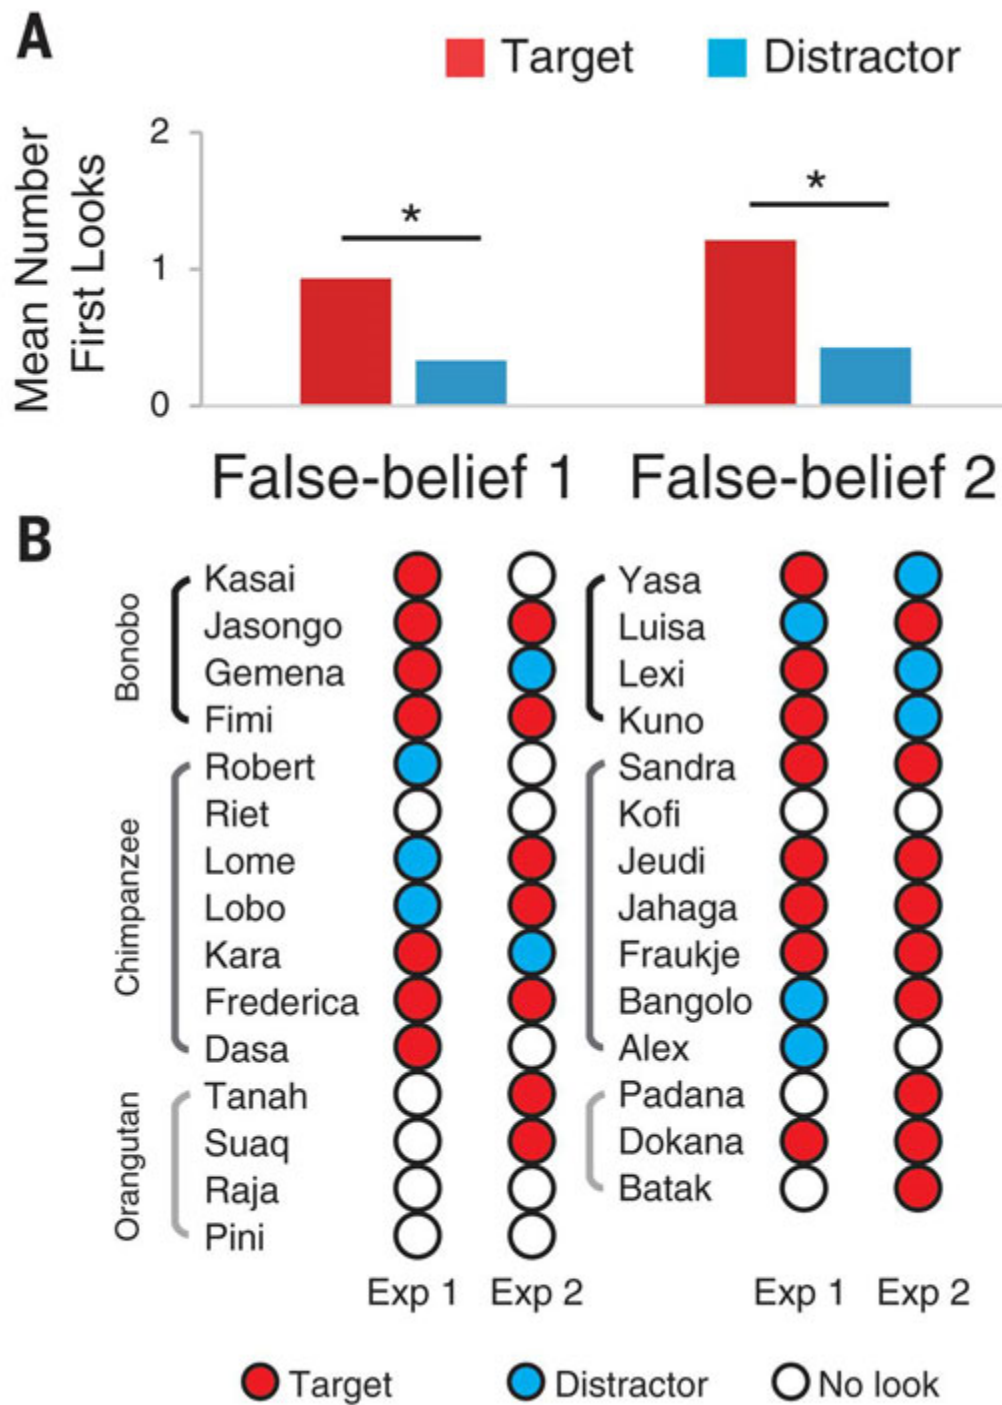 A
Target Distractor
Mean Number
First Looks
2
1
0
*
*
False-belief 1 False-belief 2
B
Bonobo
Kasai
Jasongo
Gemena
Fimi
Chimpanzee
Robert
Riet
Lome
Lobo
Kara
Frederica
Dasa
Orangutan
Tanah
Suaq
Raja
Pini
Exp 1 Exp 2
Yasa
Luisa
Lexi
Kuno
Sandra
Kofi
Jeudi
Jahaga
Fraukje
Bangolo
Alex
Padana
Dokana
Batak
Exp 1 Exp 2
Target Distractor No look